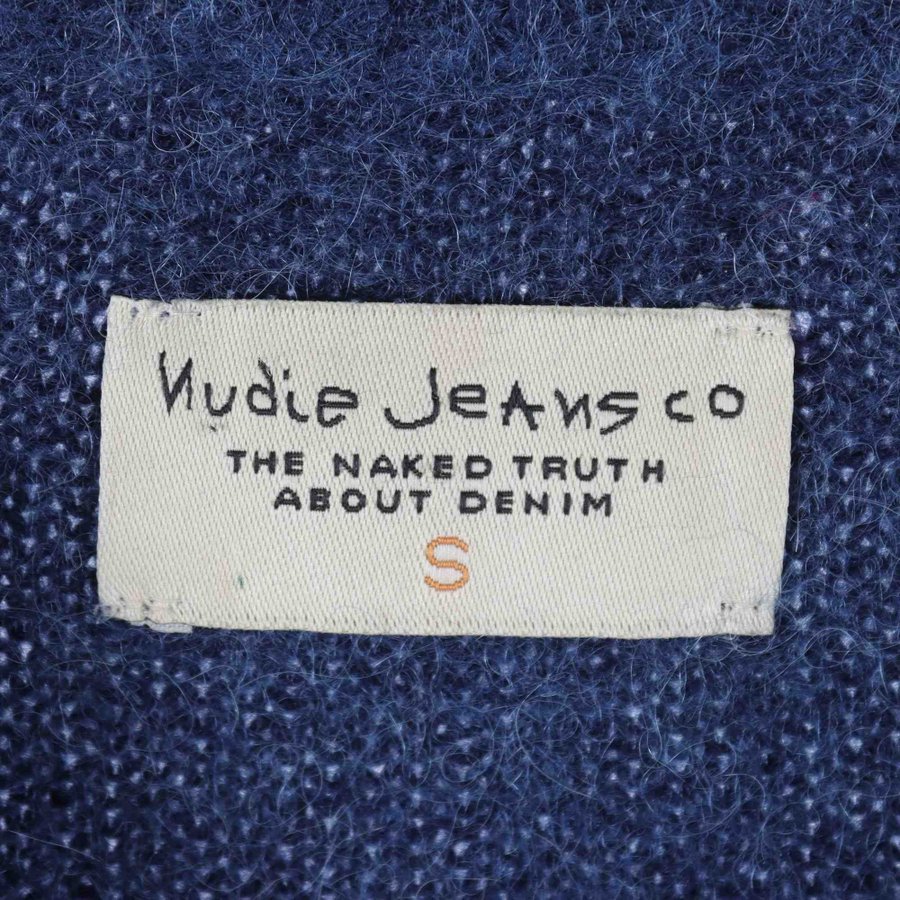 Nudie Jeans co
THE NAKED TRUTH
ABOUT DENIM
S